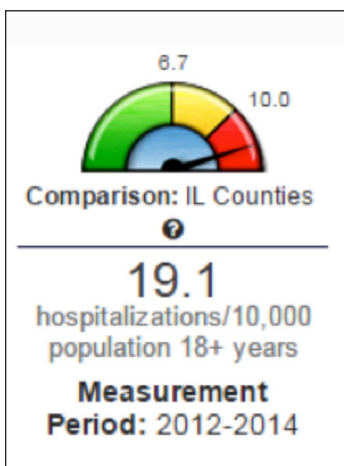 6.7
10.0
Comparison: IL Counties
?
19.1
hospitalizations/10,000
population 18+ years
Measurement
Period: 2012-2014